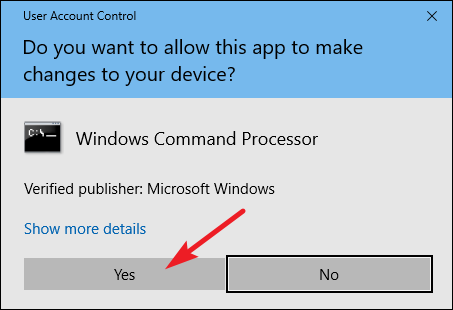 User Account Control
Do you want to allow this app to make
changes to your device?
C:\_
Windows Command Processor
Verified publisher: Microsoft Windows
Show more details
Yes
No